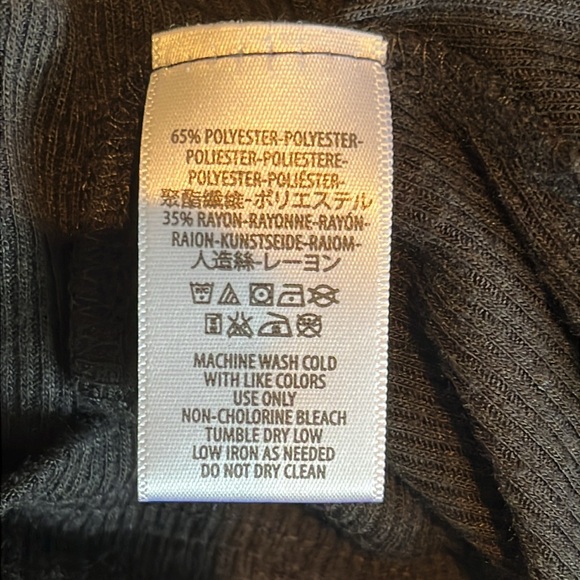 65% POLYESTER-POLYESTER-
POLIESTER-POLIESTERE-
POLYESTER-POLIÉSTER-
聚酯纖維-ポリエステル
35% RAYON-RAYONNE-RAYÓN-
RAION-KUNSTSEIDE-RAIOM-
人造絲-レーヨン
MACHINE WASH COLD
WITH LIKE COLORS
USE ONLY
NON-CHOLORINE BLEACH
TUMBLE DRY LOW
LOW IRON AS NEEDED
DO NOT DRY CLEAN